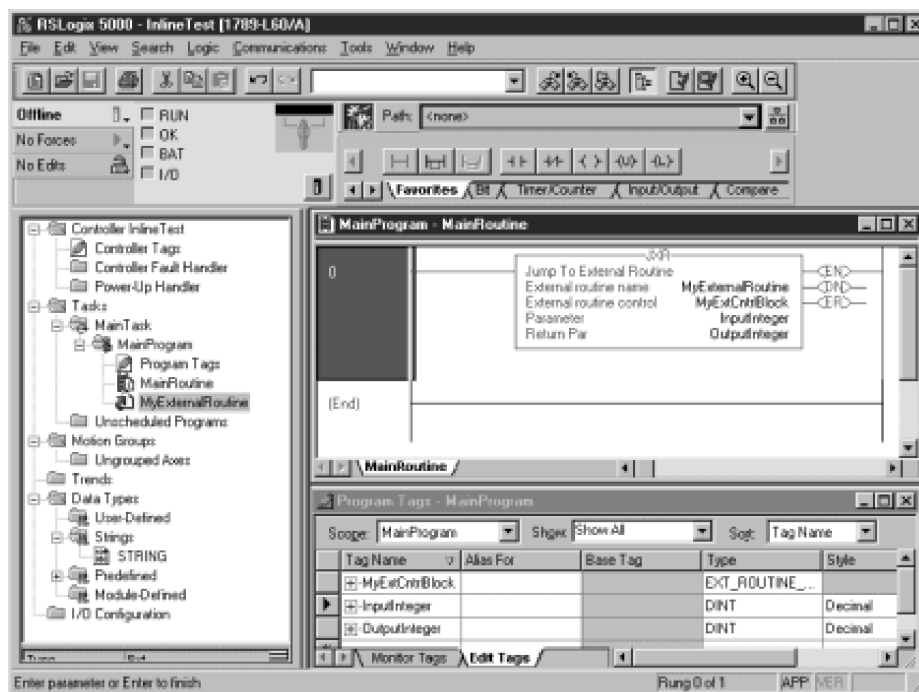 RSLogix 5000 - InlineTest [1789-L60/A]
File Edit View Search Logic Communications Tools Window Help
Offline
RUN
No Forces
OK
No Edits
BAT
I/O
Path: <none>
Favorites Bit Timer/Counter Input/Output Compare
Controller InlineTest
Controller Tags
Controller Fault Handler
Power-Up Handler
Tasks
MainTask
MainProgram
Program Tags
MainRoutine
MyExternalRoutine
Unscheduled Programs
Motion Groups
Ungrouped Axes
Trends
Data Types
User-Defined
Strings
STRING
Predefined
Module-Defined
I/O Configuration
MainProgram - MainRoutine
0
JXR
Jump To External Routine
External routine name MyExternalRoutine
External routine control MyExtCntrlBlock
Parameter InputInteger
Return Par OutputInteger
EN
DN
ER
(End)
MainRoutine
Program Tags - MainProgram
Scope: MainProgram Show: Show All Sort: Tag Name
Tag Name Alias For Base Tag Type Style
MyExtCntrBlock EXT_ROUTINE_...
InputInteger DINT Decimal
OutputInteger DINT Decimal
Monitor Tags Edit Tags
Enter parameter or Enter to finish
Rung 0 of 1 APP VER